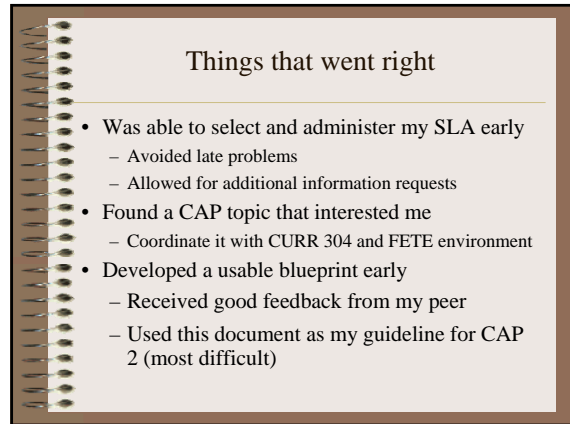 Things that went right
• Was able to select and administer my SLA early
– Avoided late problems
– Allowed for additional information requests
• Found a CAP topic that interested me
– Coordinate it with CURR 304 and FETE environment
• Developed a usable blueprint early
– Received good feedback from my peer
– Used this document as my guideline for CAP
2 (most difficult)